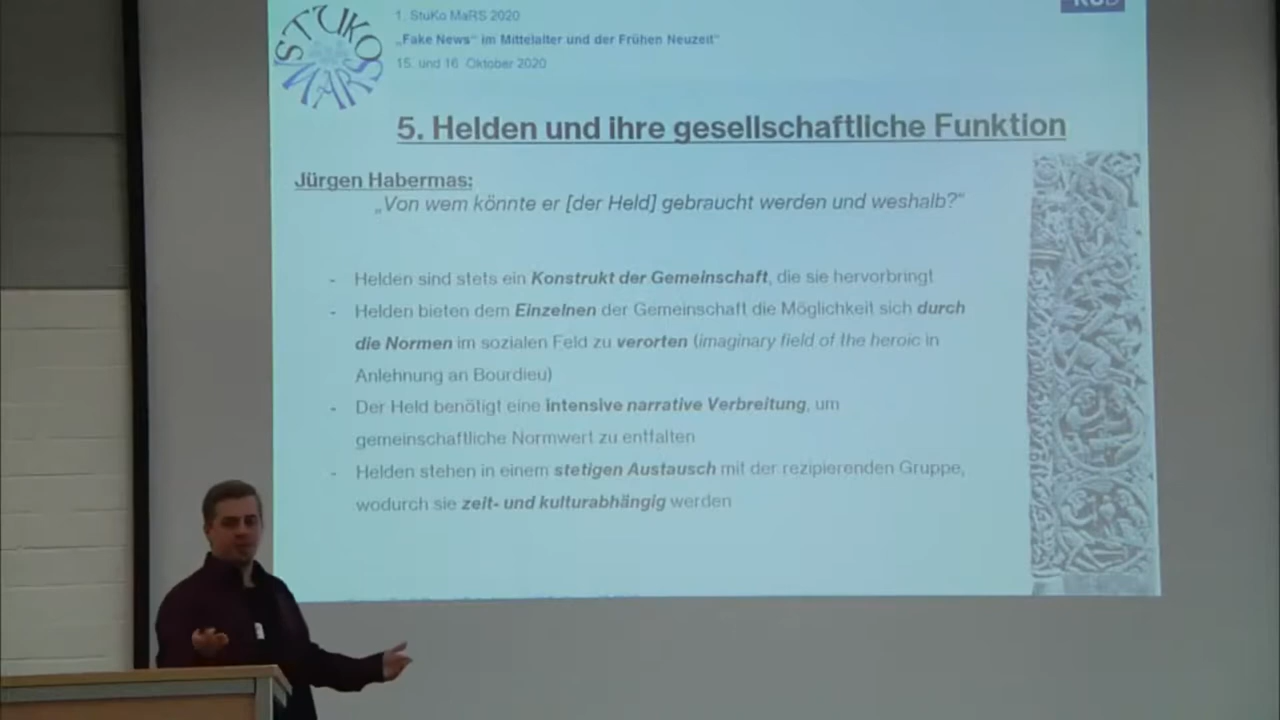 STUKO
MARS
1. StuKo MaRS 2020
„Fake News“ im Mittelalter und der Frühen Neuzeit“
15. und 16. Oktober 2020
RUB
5. Helden und ihre gesellschaftliche Funktion
Jürgen Habermas:
„Von wem könnte er [der Held] gebraucht werden und weshalb?“
- Helden sind stets ein Konstrukt der Gemeinschaft, die sie hervorbringt
- Helden bieten dem Einzelnen der Gemeinschaft die Möglichkeit sich durch
die Normen im sozialen Feld zu verorten (imaginary field of the heroic in
Anlehnung an Bourdieu)
- Der Held benötigt eine intensive narrative Verbreitung, um
gemeinschaftliche Normwert zu entfalten
- Helden stehen in einem stetigen Austausch mit der rezipierenden Gruppe,
wodurch sie zeit- und kulturabhängig werden